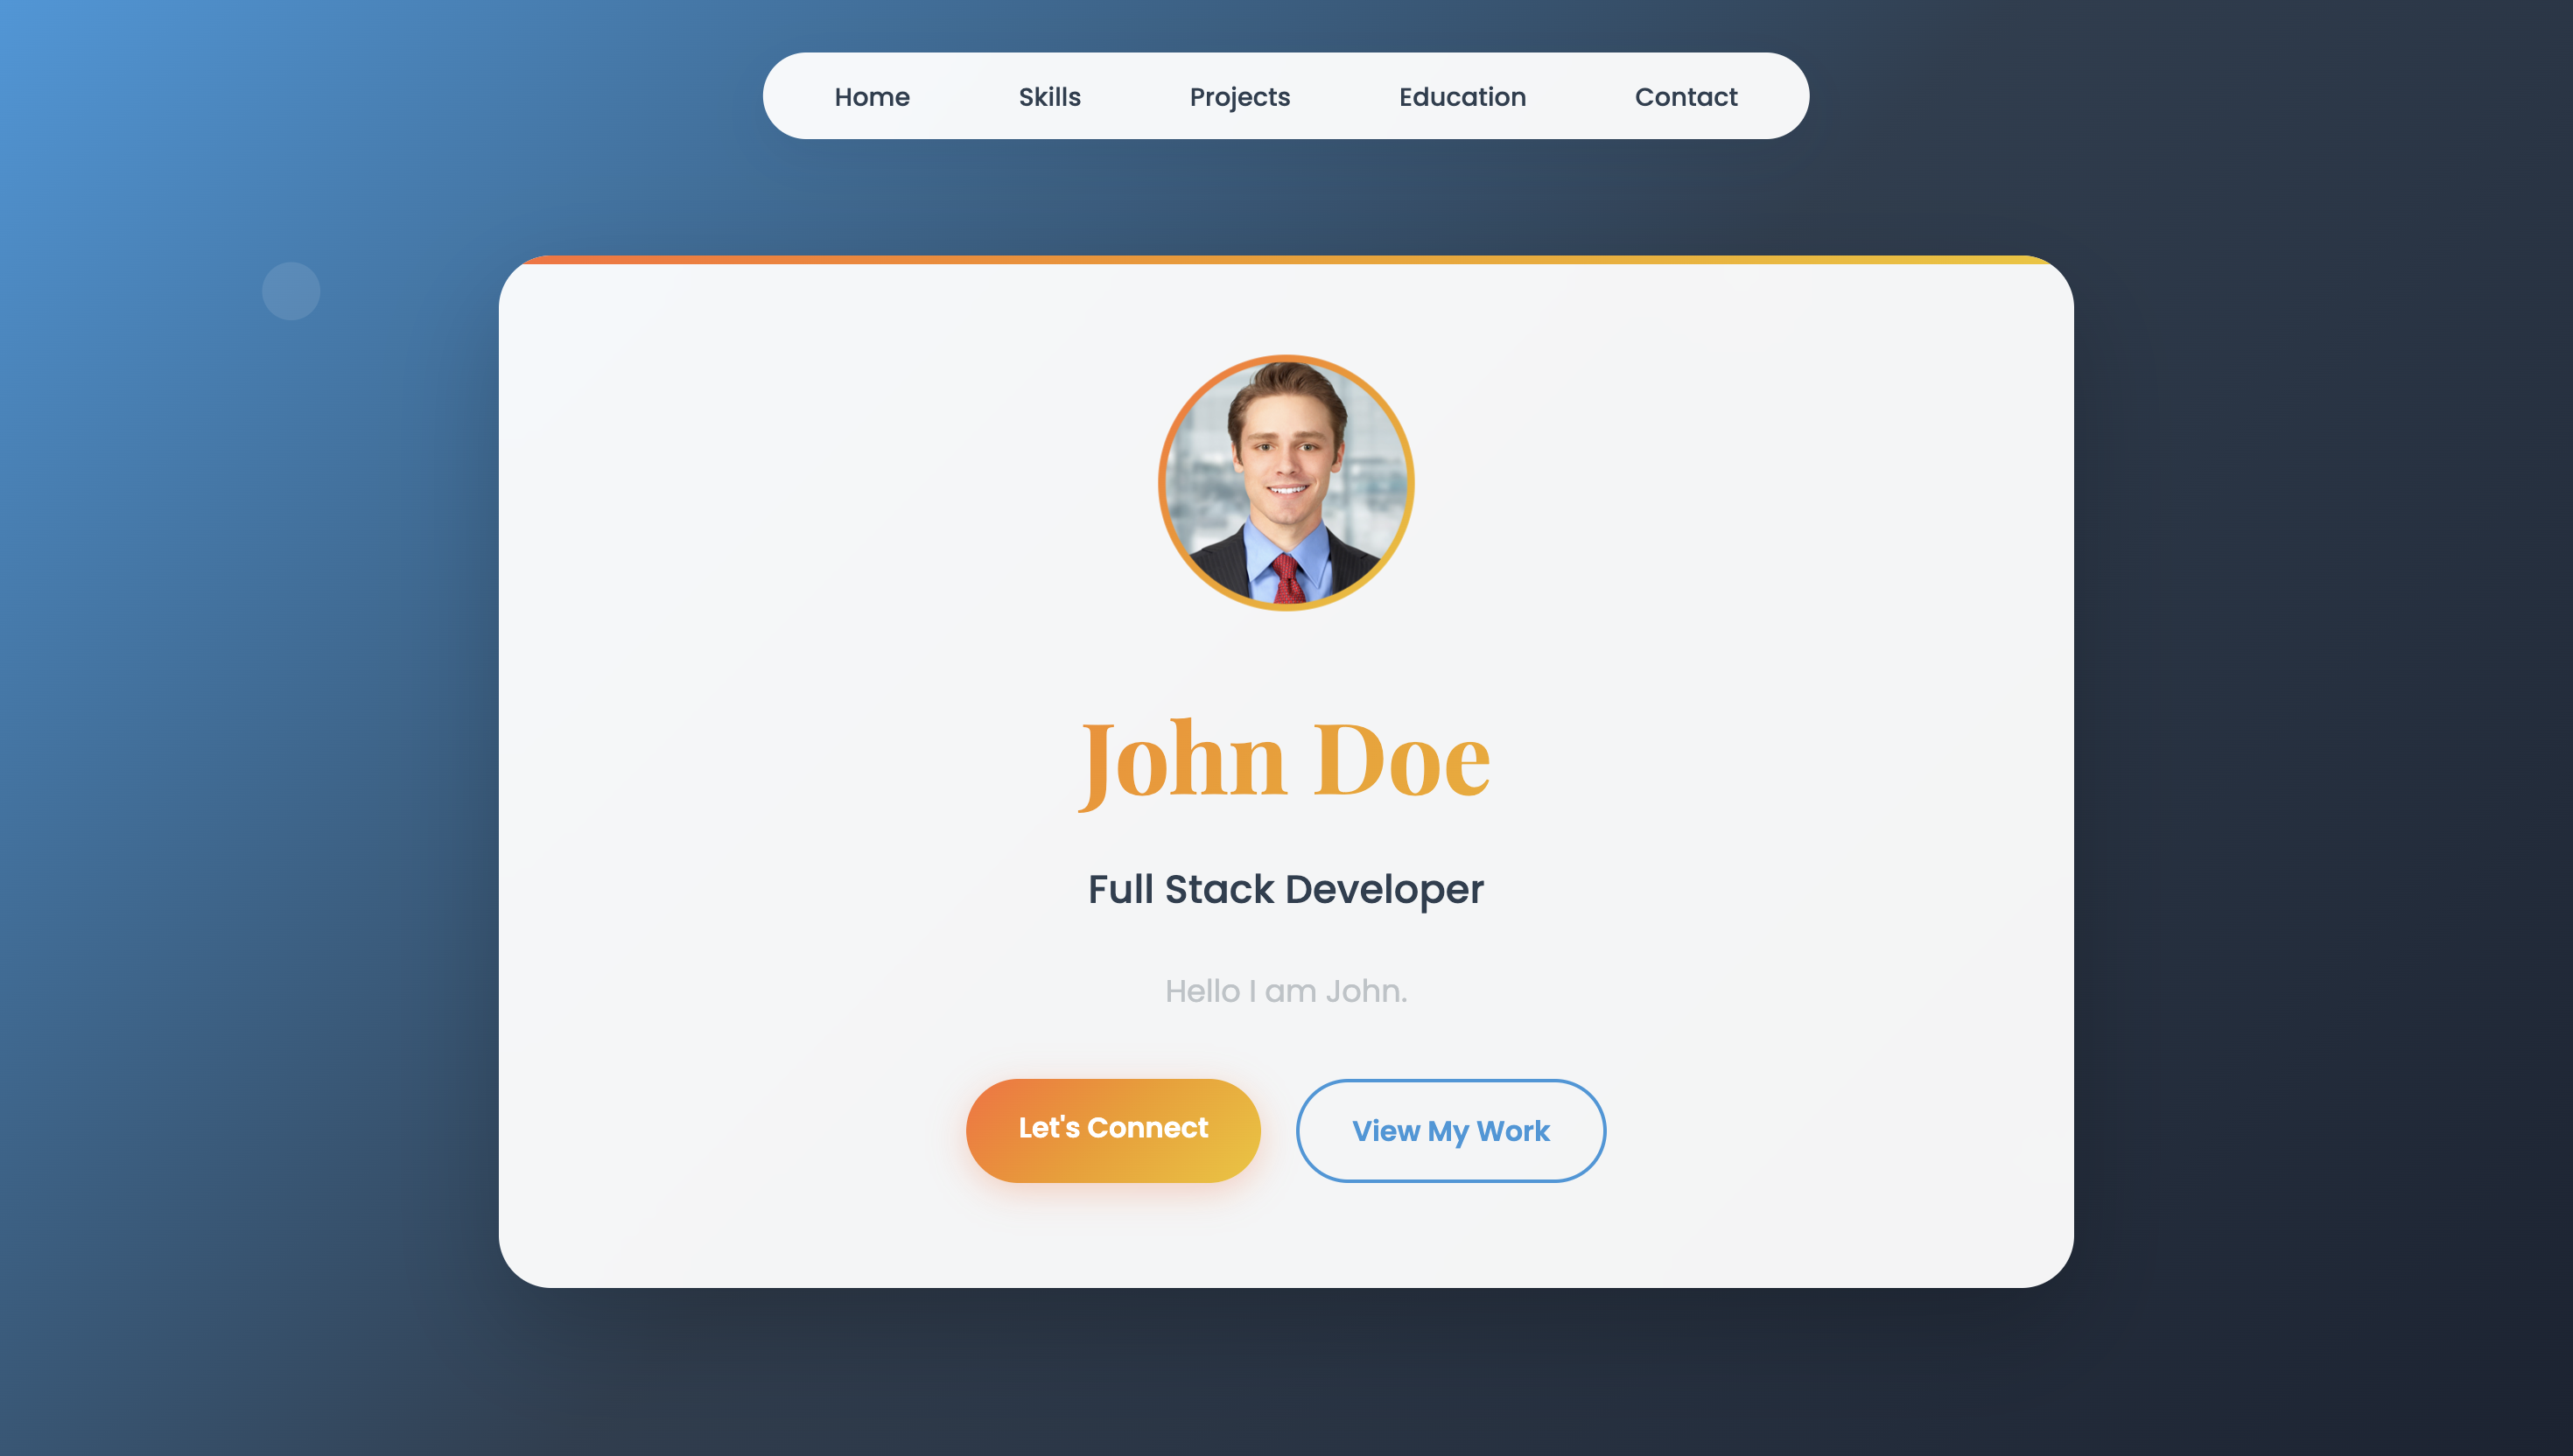 Home Skills Projects Education Contact
John Doe
Full Stack Developer
Hello I am John.
Let's Connect View My Work